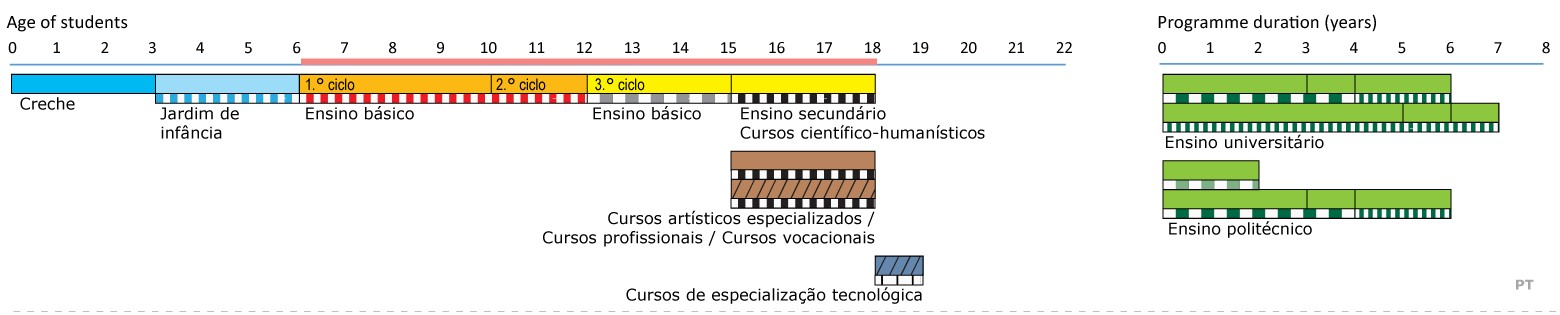 Age of students
Programme duration (years)
0 1 2 3 4 5 6 7 8 9 10 11 12 13 14 15 16 17 18 19 20 21 22
0 1 2 3 4 5 6 7 8
1.º ciclo 2.º ciclo 3.º ciclo
Creche
Jardim de
infância
Ensino básico
Ensino básico
Ensino secundário
Cursos científico-humanísticos
Cursos artísticos especializados /
Cursos profissionais / Cursos vocacionais
Cursos de especialização tecnológica
Ensino universitário
Ensino politécnico
PT